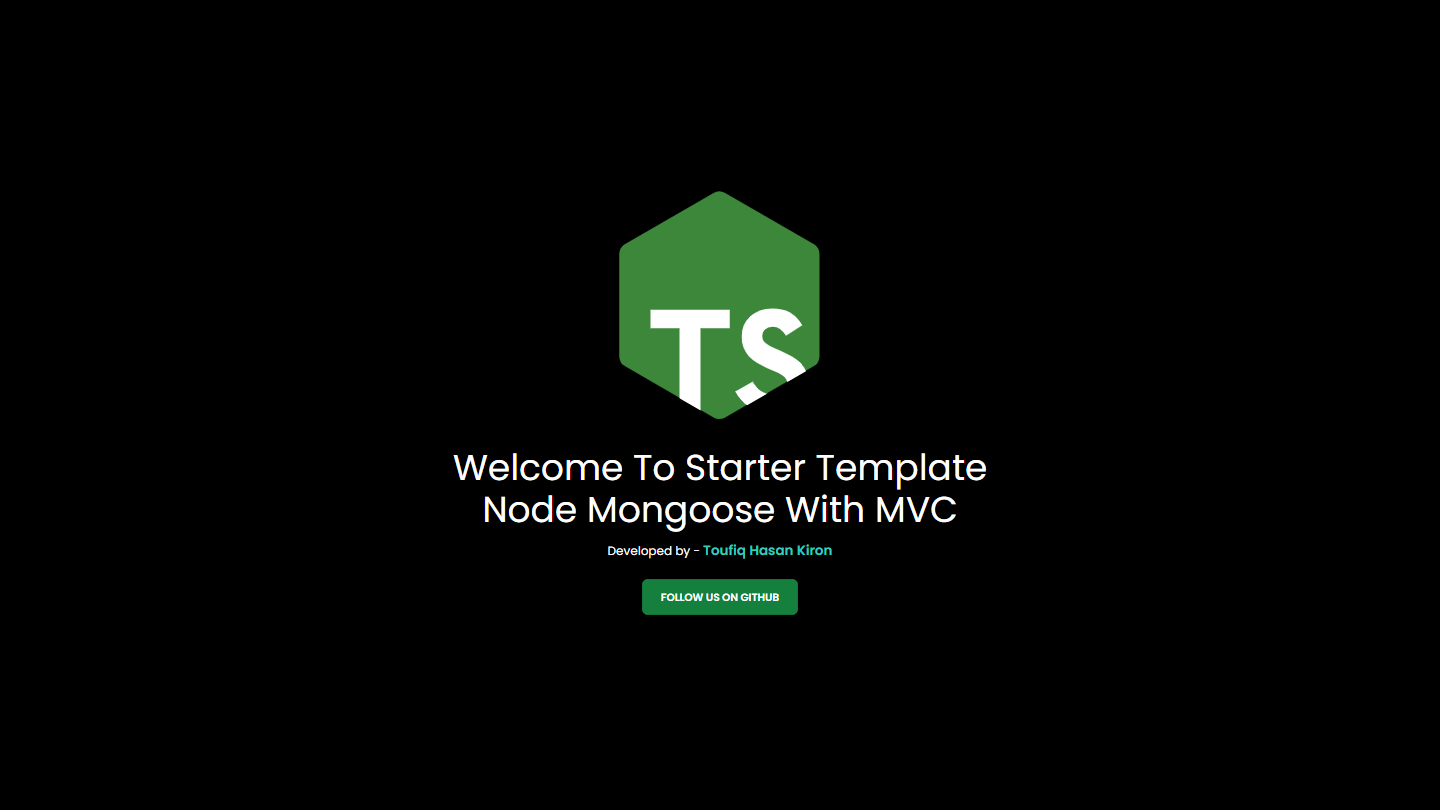 TS
Welcome To Starter Template
Node Mongoose With MVC
Developed by - Toufiq Hasan Kiron
FOLLOW US ON GITHUB